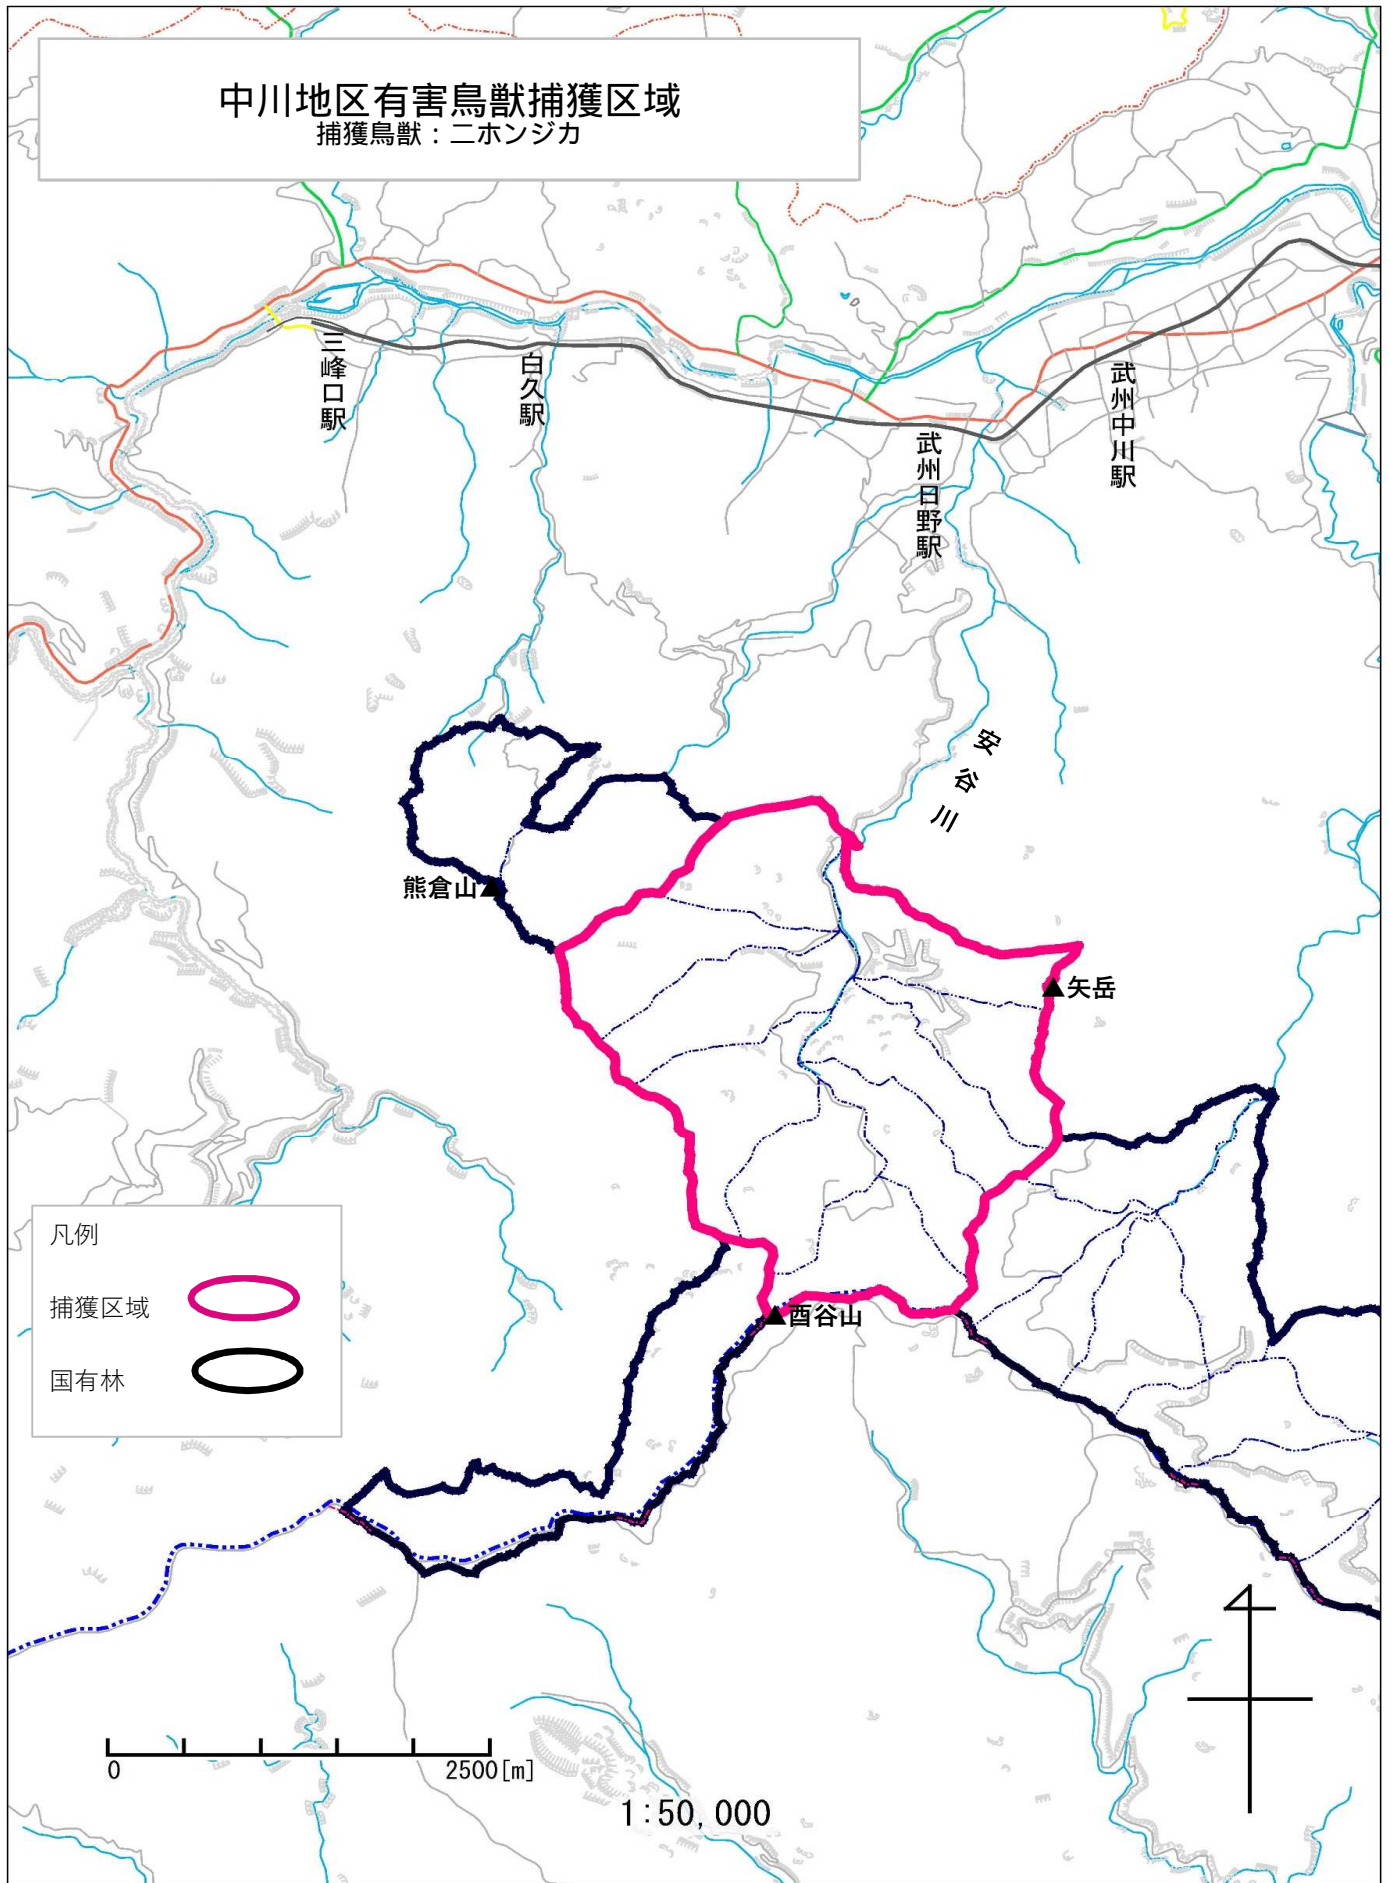 中川地区有害鳥獣捕獲区域
捕獲鳥獣：ニホンジカ
三峰口駅
白久駅
武州日野駅
武州中川駅
安谷川
熊倉山
矢岳
酉谷山
凡例
捕獲区域
国有林
0
2500[m]
1:50,000